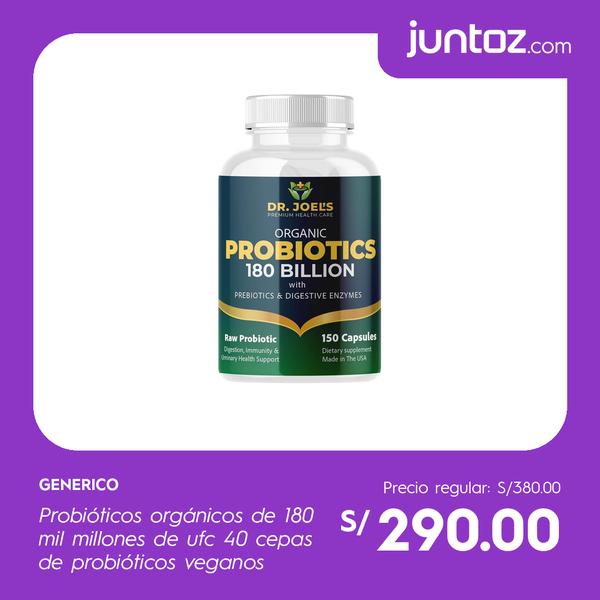 juntoz.com
DR. JOEL'S
PREMIUM HEALTH CARE
ORGANIC
PROBIOTICS
180 BILLION
with
PREBIOTICS & DIGESTIVE ENZYMES
Raw Probiotic
Digestion, Immunity &
Urinary Health Support
150 Capsules
Dietary supplement
Made in The USA
GENERICO
Probióticos orgánicos de 180
mil millones de ufc 40 cepas
de probióticos veganos
Precio regular: S/380.00
S/ 290.00